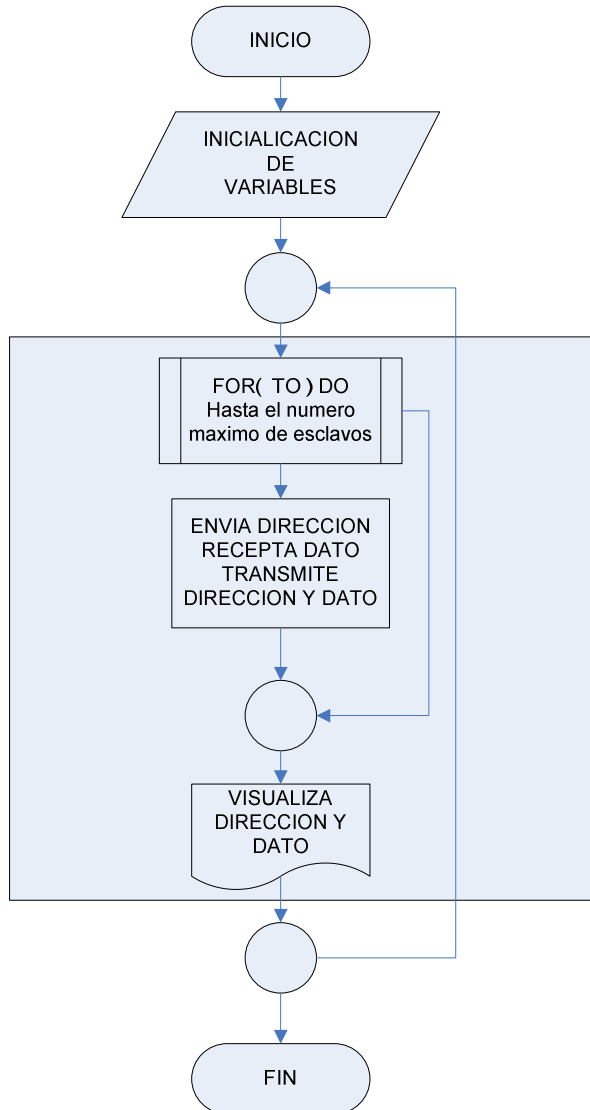 INICIO
INICIALICACION
DE
VARIABLES
FOR( TO ) DO
Hasta el numero
maximo de esclavos
ENVIA DIRECCION
RECEPTA DATO
TRANSMITE
DIRECCION Y DATO
VISUALIZA
DIRECCION Y
DATO
FIN